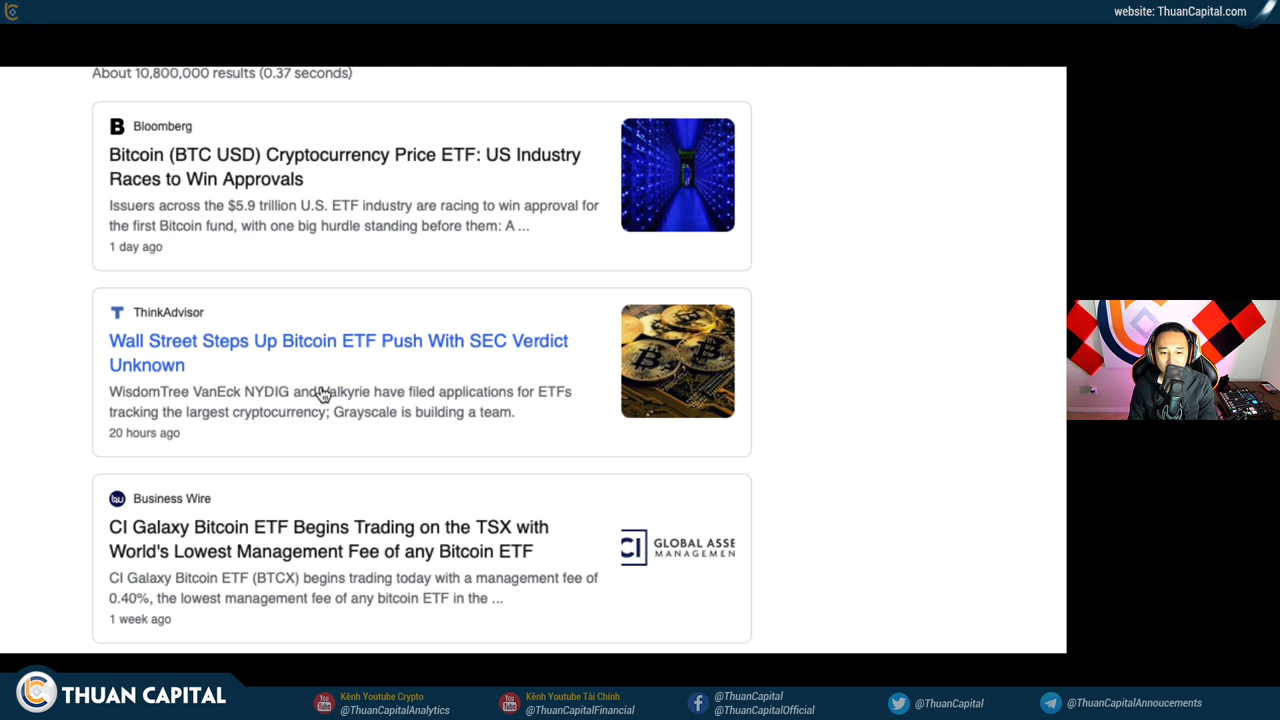 website: ThuanCapital.com
About 10,800,000 results (0.37 seconds)
B Bloomberg
Bitcoin (BTC USD) Cryptocurrency Price ETF: US Industry
Races to Win Approvals
Issuers across the $5.9 trillion U.S. ETF industry are racing to win approval for
the first Bitcoin fund, with one big hurdle standing before them: A ...
1 day ago
T ThinkAdvisor
Wall Street Steps Up Bitcoin ETF Push With SEC Verdict
Unknown
WisdomTree VanEck NYDIG and Valkyrie have filed applications for ETFs
tracking the largest cryptocurrency; Grayscale is building a team.
20 hours ago
Business Wire
CI Galaxy Bitcoin ETF Begins Trading on the TSX with
World's Lowest Management Fee of any Bitcoin ETF
CI GLOBAL ASSE
MANAGEMEN
CI Galaxy Bitcoin ETF (BTCX) begins trading today with a management fee of
0.40%, the lowest management fee of any bitcoin ETF in the ...
1 week ago
THUAN CAPITAL
Kênh Youtube Crypto
@ThuanCapitalAnalytics
Kênh Youtube Tài Chính
@ThuanCapitalFinancial
@ThuanCapital
@ThuanCapitalOfficial
@ThuanCapital
@ThuanCapitalAnnoucements